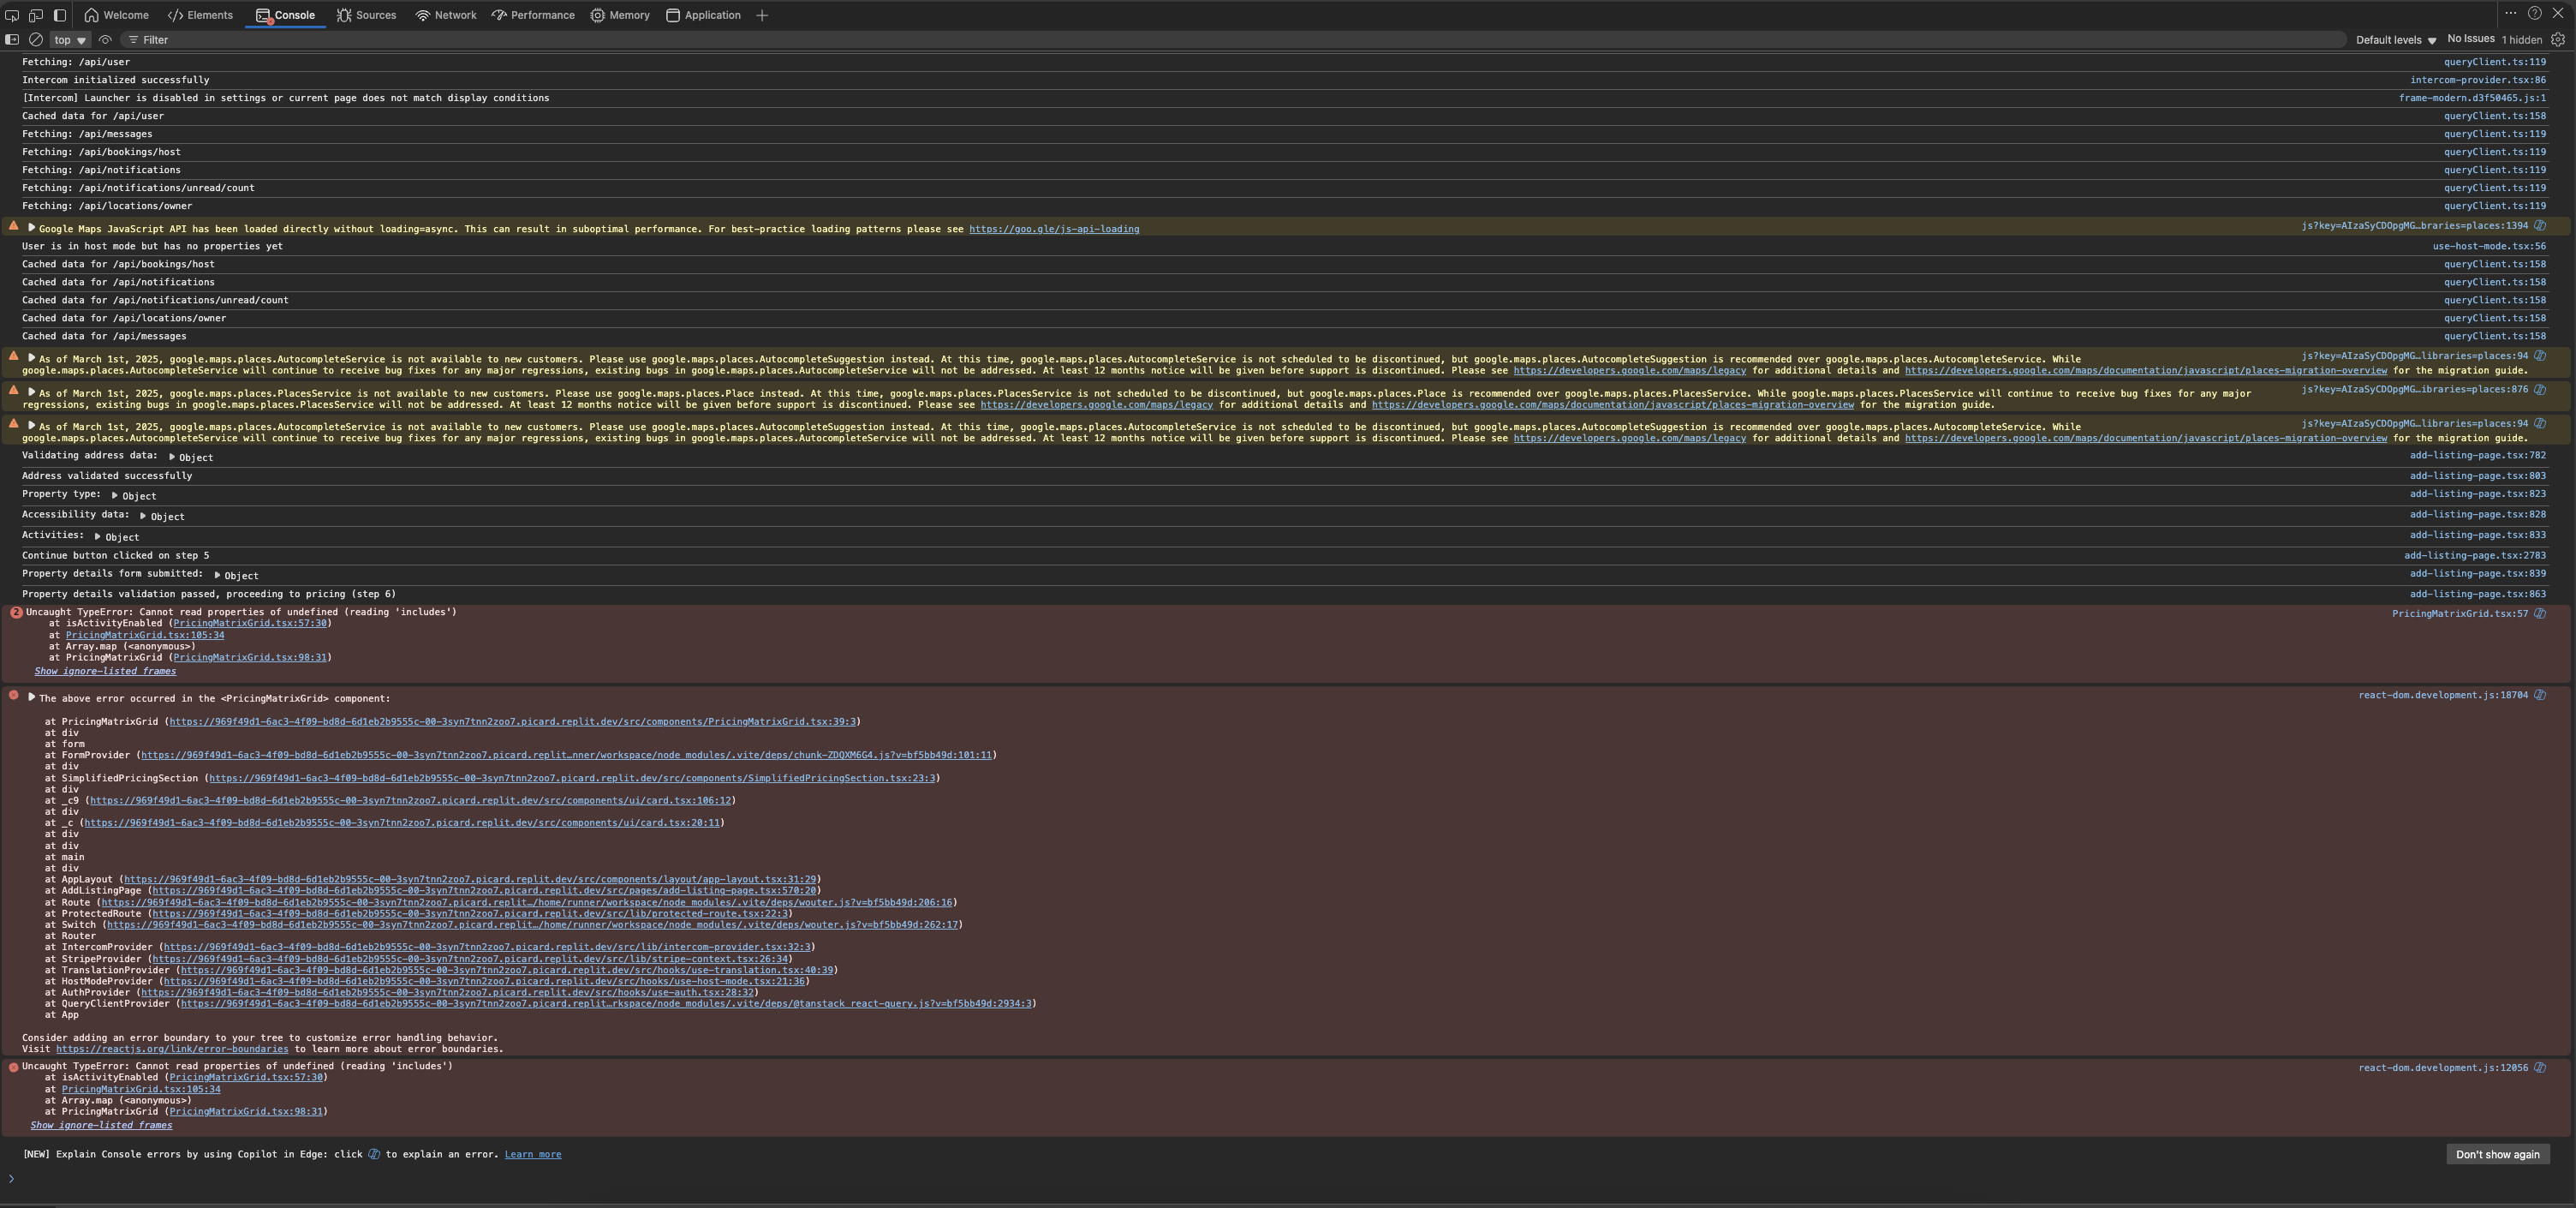 Welcome Elements Console Sources Network Performance Memory Application
top Filter Default levels No Issues 1 hidden
Fetching: /api/user queryClient.ts:119
Intercom initialized successfully intercom-provider.tsx:86
[Intercom] Launcher is disabled in settings or current page does not match display conditions frame-modern.d3f50465.js:1
Cached data for /api/user queryClient.ts:158
Fetching: /api/messages queryClient.ts:119
Fetching: /api/bookings/host queryClient.ts:119
Fetching: /api/notifications queryClient.ts:119
Fetching: /api/notifications/unread/count queryClient.ts:119
Fetching: /api/locations/owner queryClient.ts:119
Google Maps JavaScript API has been loaded directly without loading=async. This can result in suboptimal performance. For best-practice loading patterns please see https://goo.gle/js-api-loading js?key=AIzaSyCDOpgMG…braries=places:1394
User is in host mode but has no properties yet use-host-mode.tsx:56
Cached data for /api/bookings/host queryClient.ts:158
Cached data for /api/notifications queryClient.ts:158
Cached data for /api/notifications/unread/count queryClient.ts:158
Cached data for /api/locations/owner queryClient.ts:158
Cached data for /api/messages queryClient.ts:158
As of March 1st, 2025, google.maps.places.AutocompleteService is not available to new customers. Please use google.maps.places.AutocompleteSuggestion instead. At this time, google.maps.places.AutocompleteService is not scheduled to be discontinued, but google.maps.places.AutocompleteSuggestion is recommended over google.maps.places.AutocompleteService. While js?key=AIzaSyCDOpgMG…libraries=places:94
google.maps.places.AutocompleteService will continue to receive bug fixes for any major regressions, existing bugs in google.maps.places.AutocompleteService will not be addressed. At least 12 months notice will be given before support is discontinued. Please see https://developers.google.com/maps/legacy for additional details and https://developers.google.com/maps/documentation/javascript/places-migration-overview for the migration guide.
As of March 1st, 2025, google.maps.places.PlacesService is not available to new customers. Please use google.maps.places.Place instead. At this time, google.maps.places.PlacesService is not scheduled to be discontinued, but google.maps.places.Place is recommended over google.maps.places.PlacesService. While google.maps.places.PlacesService will continue to receive bug fixes for any major js?key=AIzaSyCDOpgMG…ibraries=places:876
regressions, existing bugs in google.maps.places.PlacesService will not be addressed. At least 12 months notice will be given before support is discontinued. Please see https://developers.google.com/maps/legacy for additional details and https://developers.google.com/maps/documentation/javascript/places-migration-overview for the migration guide.
As of March 1st, 2025, google.maps.places.AutocompleteService is not available to new customers. Please use google.maps.places.AutocompleteSuggestion instead. At this time, google.maps.places.AutocompleteService is not scheduled to be discontinued, but google.maps.places.AutocompleteSuggestion is recommended over google.maps.places.AutocompleteService. While js?key=AIzaSyCDOpgMG…libraries=places:94
google.maps.places.AutocompleteService will continue to receive bug fixes for any major regressions, existing bugs in google.maps.places.AutocompleteService will not be addressed. At least 12 months notice will be given before support is discontinued. Please see https://developers.google.com/maps/legacy for additional details and https://developers.google.com/maps/documentation/javascript/places-migration-overview for the migration guide.
Validating address data: Object add-listing-page.tsx:782
Address validated successfully add-listing-page.tsx:803
Property type: Object add-listing-page.tsx:823
Accessibility data: Object add-listing-page.tsx:828
Activities: Object add-listing-page.tsx:833
Continue button clicked on step 5 add-listing-page.tsx:2783
Property details form submitted: Object add-listing-page.tsx:839
Property details validation passed, proceeding to pricing (step 6) add-listing-page.tsx:863
2 Uncaught TypeError: Cannot read properties of undefined (reading 'includes') PricingMatrixGrid.tsx:57
at isActivityEnabled (PricingMatrixGrid.tsx:57:30)
at PricingMatrixGrid.tsx:105:34
at Array.map (<anonymous>)
at PricingMatrixGrid (PricingMatrixGrid.tsx:98:31)
Show ignore-listed frames
The above error occurred in the <PricingMatrixGrid> component: react-dom.development.js:18704
at PricingMatrixGrid (https://969f49d1-6ac3-4f09-bd8d-6d1eb2b9555c-00-3syn7tnn2zoo7.picard.replit.dev/src/components/PricingMatrixGrid.tsx:39:3)
at div
at form
at FormProvider (https://969f49d1-6ac3-4f09-bd8d-6d1eb2b9555c-00-3syn7tnn2zoo7.picard.replit…nner/workspace/node_modules/.vite/deps/chunk-ZDQXM6G4.js?v=bf5bb49d:101:11)
at div
at SimplifiedPricingSection (https://969f49d1-6ac3-4f09-bd8d-6d1eb2b9555c-00-3syn7tnn2zoo7.picard.replit.dev/src/components/SimplifiedPricingSection.tsx:23:3)
at div
at _c9 (https://969f49d1-6ac3-4f09-bd8d-6d1eb2b9555c-00-3syn7tnn2zoo7.picard.replit.dev/src/components/ui/card.tsx:106:12)
at div
at _c (https://969f49d1-6ac3-4f09-bd8d-6d1eb2b9555c-00-3syn7tnn2zoo7.picard.replit.dev/src/components/ui/card.tsx:20:11)
at div
at div
at main
at div
at AppLayout (https://969f49d1-6ac3-4f09-bd8d-6d1eb2b9555c-00-3syn7tnn2zoo7.picard.replit.dev/src/components/layout/app-layout.tsx:31:29)
at AddListingPage (https://969f49d1-6ac3-4f09-bd8d-6d1eb2b9555c-00-3syn7tnn2zoo7.picard.replit.dev/src/pages/add-listing-page.tsx:570:20)
at Route (https://969f49d1-6ac3-4f09-bd8d-6d1eb2b9555c-00-3syn7tnn2zoo7.picard.replit…/home/runner/workspace/node_modules/.vite/deps/wouter.js?v=bf5bb49d:206:16)
at ProtectedRoute (https://969f49d1-6ac3-4f09-bd8d-6d1eb2b9555c-00-3syn7tnn2zoo7.picard.replit.dev/src/lib/protected-route.tsx:22:3)
at Switch (https://969f49d1-6ac3-4f09-bd8d-6d1eb2b9555c-00-3syn7tnn2zoo7.picard.replit…/home/runner/workspace/node_modules/.vite/deps/wouter.js?v=bf5bb49d:262:17)
at Router
at IntercomProvider (https://969f49d1-6ac3-4f09-bd8d-6d1eb2b9555c-00-3syn7tnn2zoo7.picard.replit.dev/src/lib/intercom-provider.tsx:32:3)
at StripeProvider (https://969f49d1-6ac3-4f09-bd8d-6d1eb2b9555c-00-3syn7tnn2zoo7.picard.replit.dev/src/lib/stripe-context.tsx:26:34)
at TranslationProvider (https://969f49d1-6ac3-4f09-bd8d-6d1eb2b9555c-00-3syn7tnn2zoo7.picard.replit.dev/src/hooks/use-translation.tsx:40:39)
at HostModeProvider (https://969f49d1-6ac3-4f09-bd8d-6d1eb2b9555c-00-3syn7tnn2zoo7.picard.replit.dev/src/hooks/use-host-mode.tsx:21:36)
at AuthProvider (https://969f49d1-6ac3-4f09-bd8d-6d1eb2b9555c-00-3syn7tnn2zoo7.picard.replit.dev/src/hooks/use-auth.tsx:28:32)
at QueryClientProvider (https://969f49d1-6ac3-4f09-bd8d-6d1eb2b9555c-00-3syn7tnn2zoo7.picard.replit…rkspace/node_modules/.vite/deps/@tanstack_react-query.js?v=bf5bb49d:2934:3)
at App
Consider adding an error boundary to your tree to customize error handling behavior.
Visit https://reactjs.org/link/error-boundaries to learn more about error boundaries.
Uncaught TypeError: Cannot read properties of undefined (reading 'includes') react-dom.development.js:12056
at isActivityEnabled (PricingMatrixGrid.tsx:57:30)
at PricingMatrixGrid.tsx:105:34
at Array.map (<anonymous>)
at PricingMatrixGrid (PricingMatrixGrid.tsx:98:31)
Show ignore-listed frames
[NEW] Explain Console errors by using Copilot in Edge: click to explain an error. Learn more Don't show again